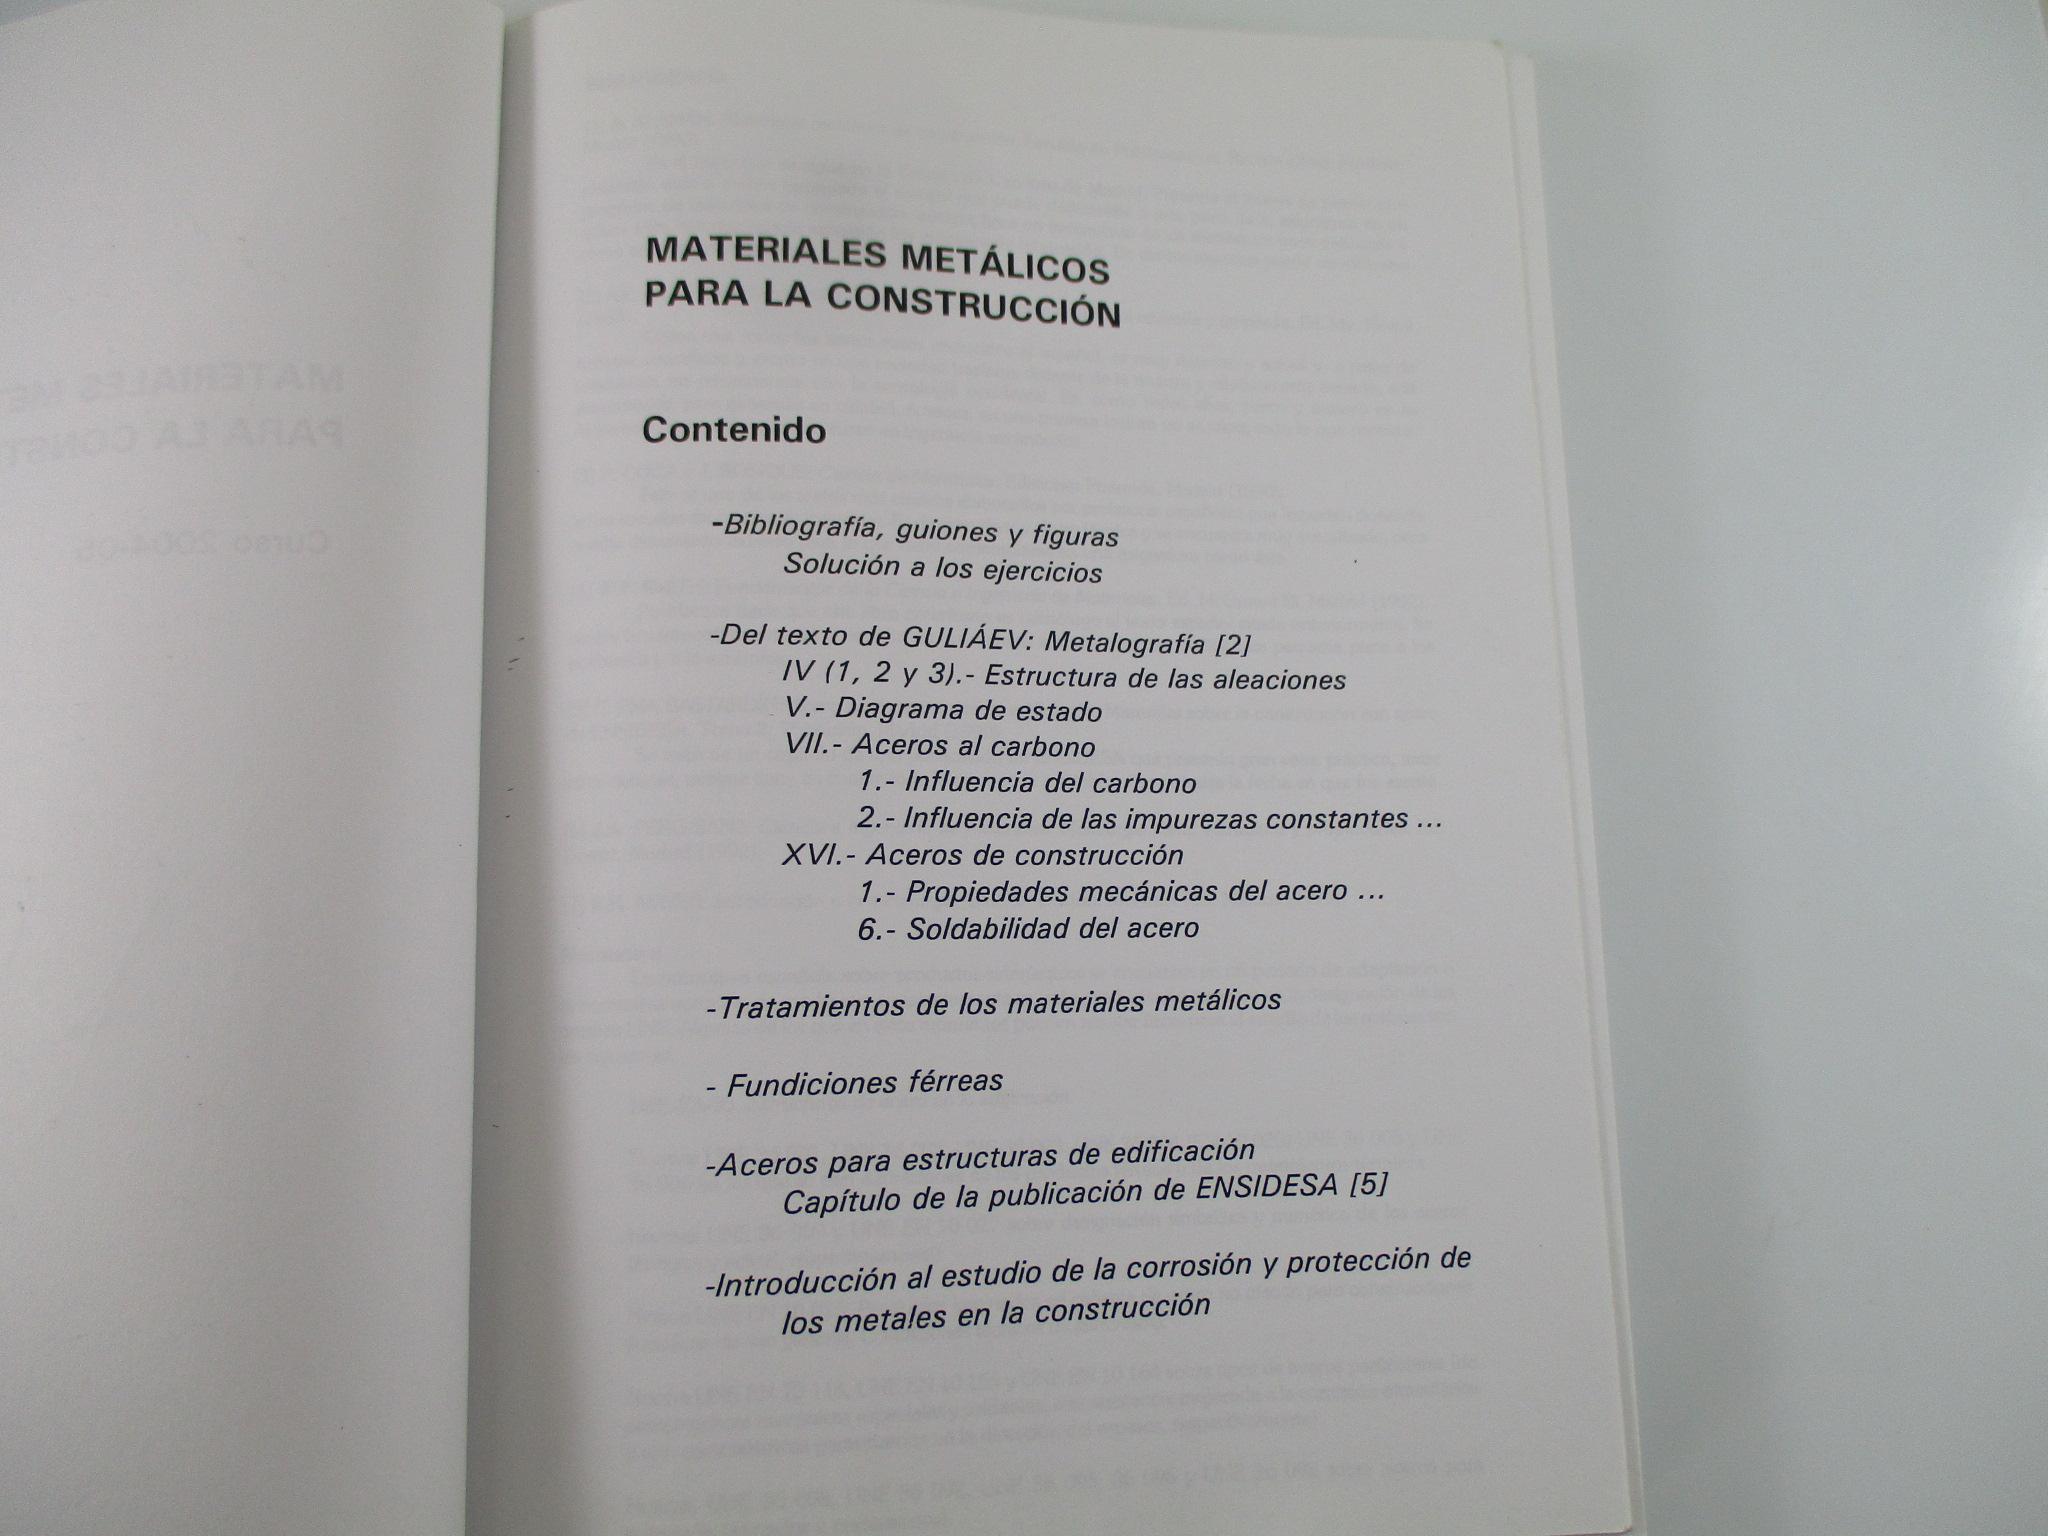 MATERIALES METÁLICOS
PARA LA CONSTRUCCIÓN
Contenido
-Bibliografía, guiones y figuras
Solución a los ejercicios
-Del texto de GULIÁEV: Metalografía [2]
IV (1, 2 y 3).- Estructura de las aleaciones
V.- Diagrama de estado
VII.- Aceros al carbono
1.- Influencia del carbono
2.- Influencia de las impurezas constantes ...
XVI.- Aceros de construcción
1.- Propiedades mecánicas del acero ...
6.- Soldabilidad del acero
-Tratamientos de los materiales metálicos
- Fundiciones férreas
-Aceros para estructuras de edificación
Capítulo de la publicación de ENSIDESA [5]
-Introducción al estudio de la corrosión y protección de
los metales en la construcción